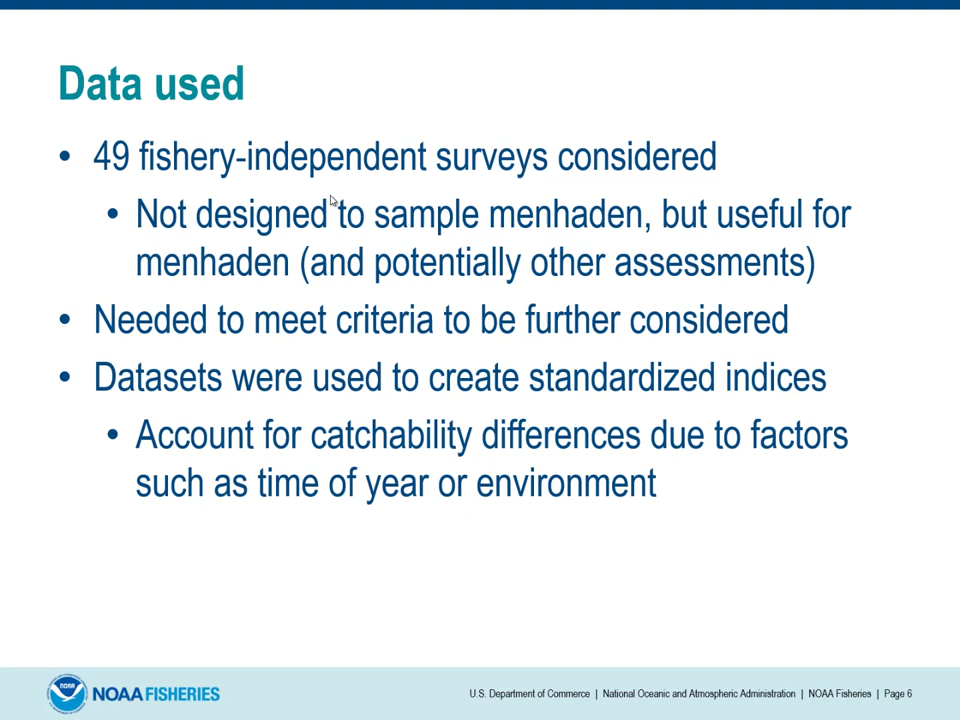 Data used
• 49 fishery-independent surveys considered
• Not designed to sample menhaden, but useful for
menhaden (and potentially other assessments)
• Needed to meet criteria to be further considered
• Datasets were used to create standardized indices
• Account for catchability differences due to factors
such as time of year or environment
NOAA
NOAA FISHERIES
U.S. Department of Commerce | National Oceanic and Atmospheric Administration | NOAA Fisheries | Page 6